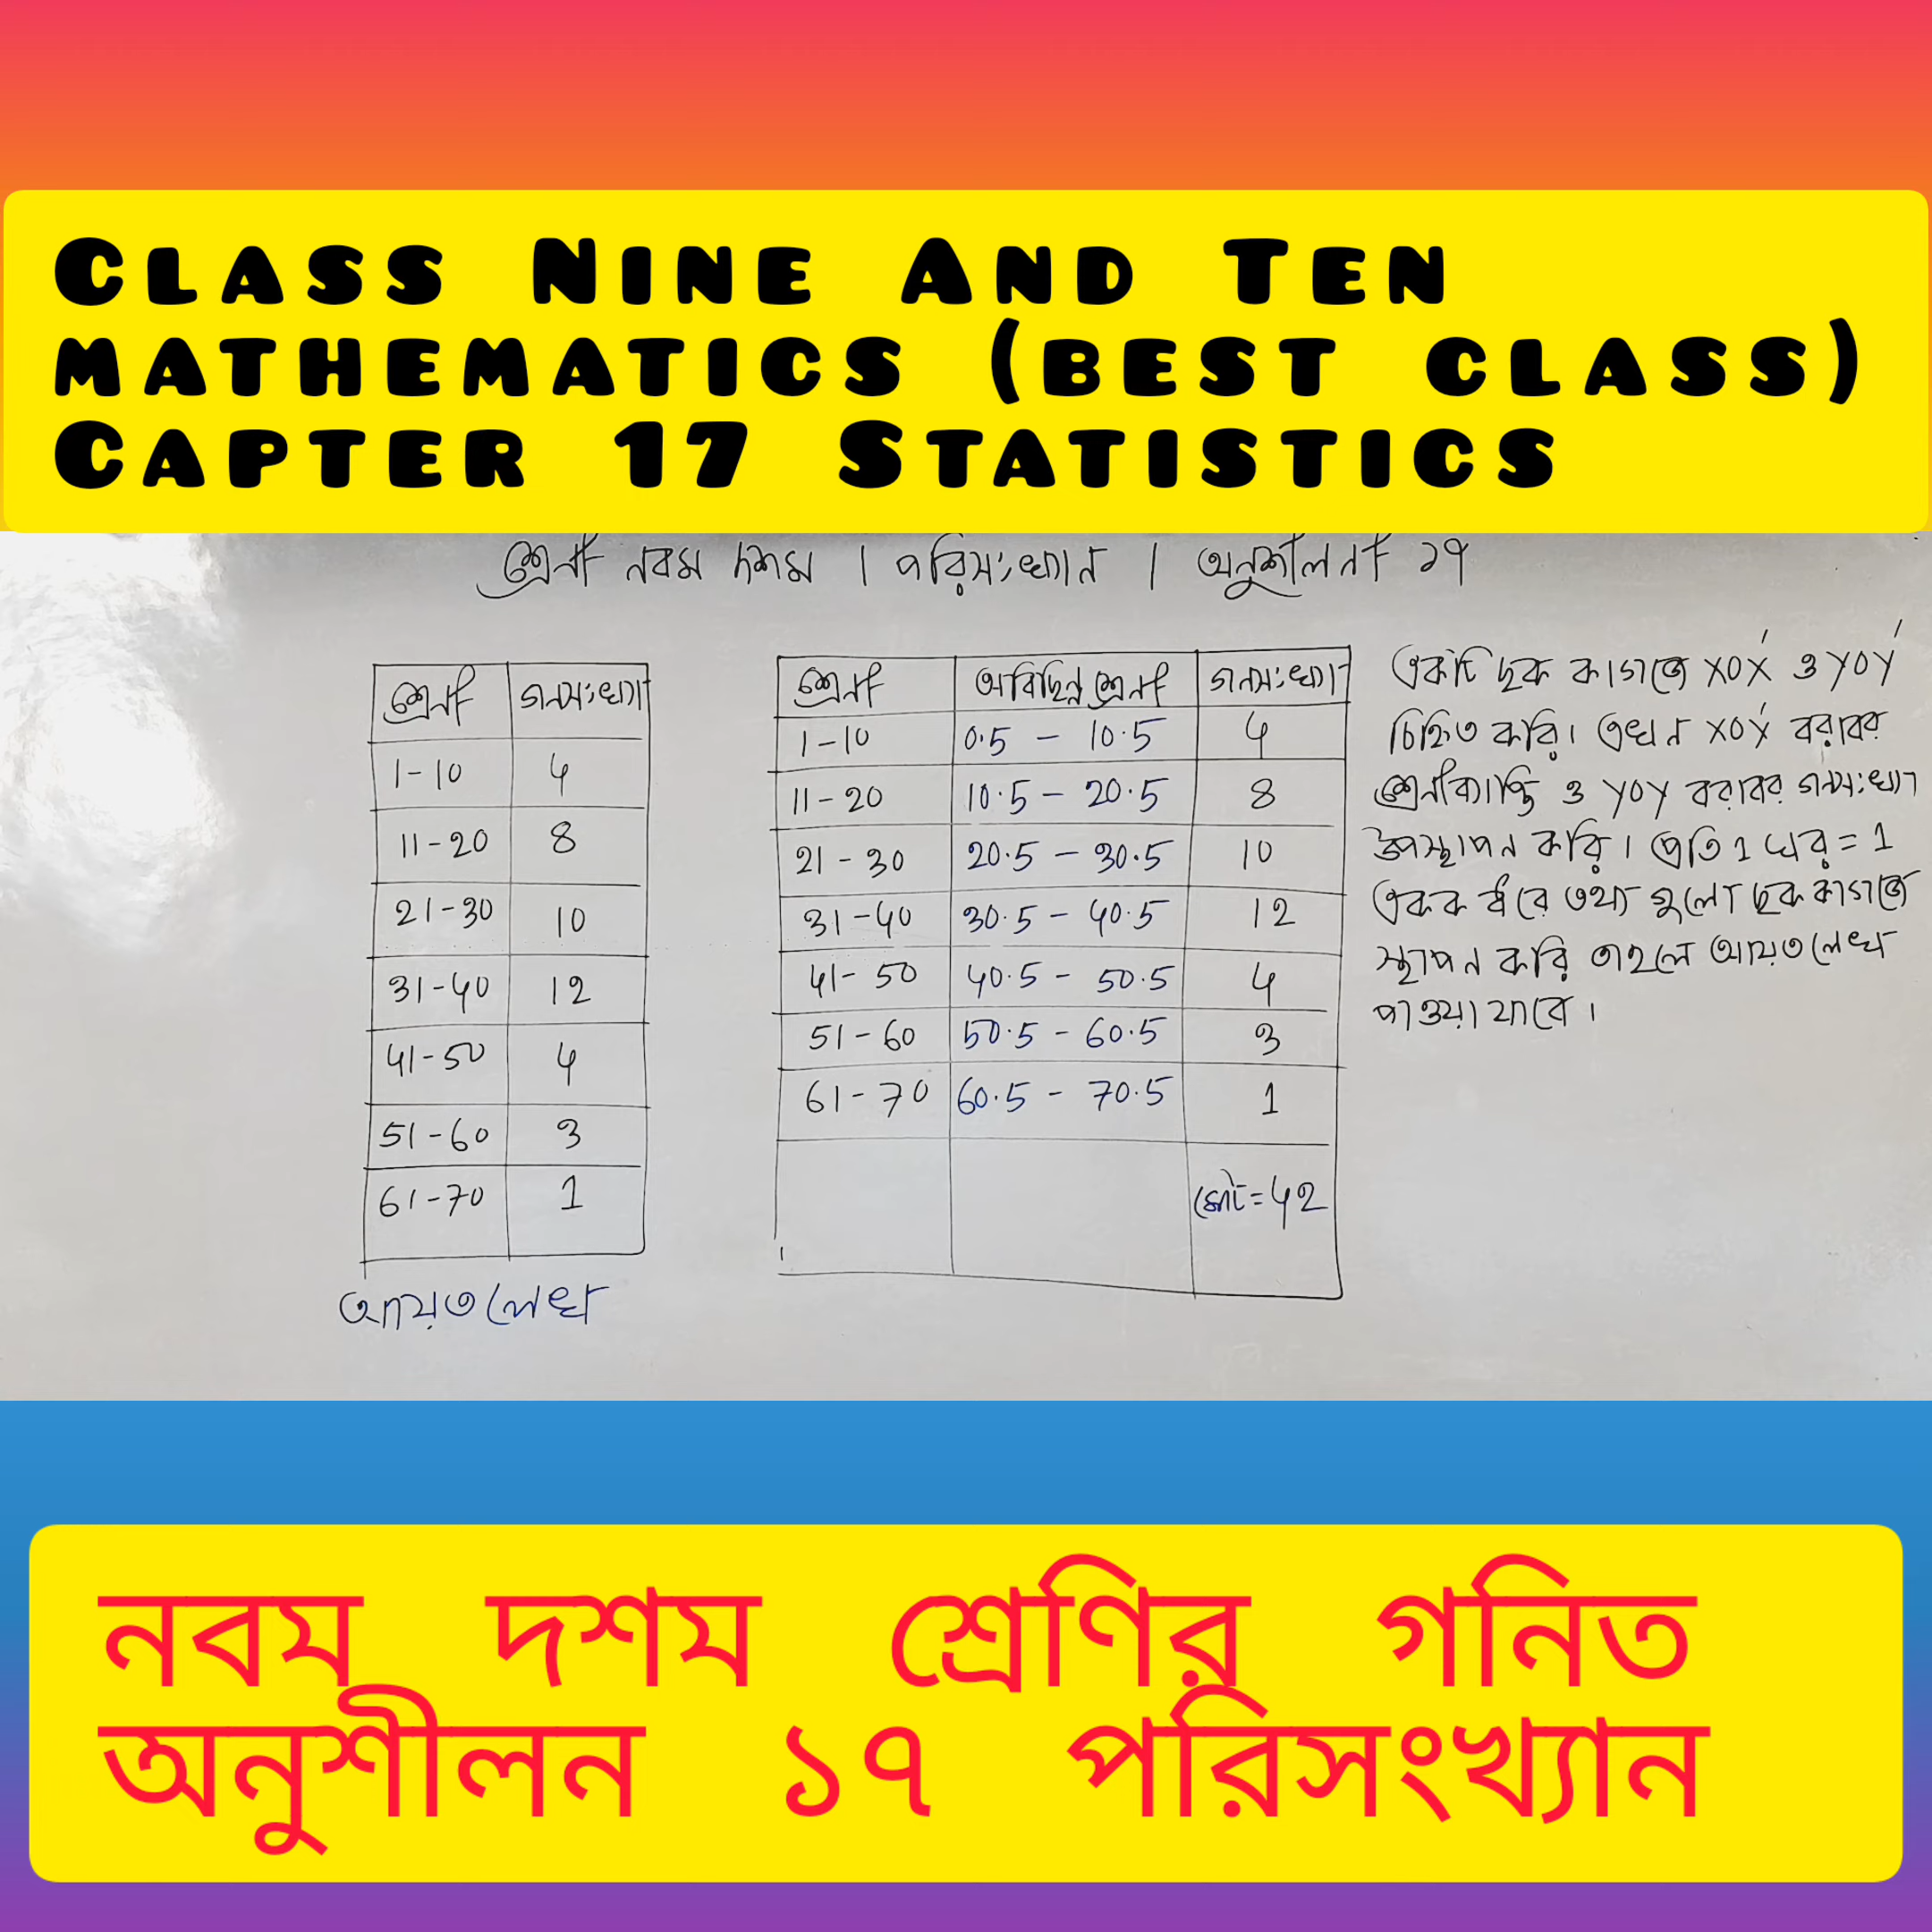 CLASS NINE AND TEN
MATHEMATICS (BEST CLASS)
CAPTER 17 STATISTICS
শ্রেনী নবম দশম । পরিসংখ্যান । অনুশীলনী ১৭
শ্রেনী গনসংখ্যা
1-10 4
11-20 8
21-30 10
31-40 12
41-50 4
51-60 3
61-70 1
আয়তলেখ
শ্রেনী অবিছিন্ন শ্রেনী গনসংখ্যা
1-10 0.5 - 10.5 4
11-20 10.5 - 20.5 8
21-30 20.5 - 30.5 10
31-40 30.5 - 40.5 12
41-50 40.5 - 50.5 4
51-60 50.5 - 60.5 3
61-70 60.5 - 70.5 1
মোট=42
একটি ছক কাগজে XOX' ও YOY'
চিহ্নিত করি। এখন XOX' বরাবর
শ্রেনীব্যাপ্তি ও YOY বরাবর গনসংখ্যা
উপস্থাপন করি। প্রতি 1 ঘর = 1
একক ধরে তথ্য গুলো ছক কাগজে
স্থাপন করি তাহলে আয়তলেখ
পাওয়া যাবে।
নবম দশম শ্রেণির গনিত
অনুশীলন ১৭ পরিসংখ্যান